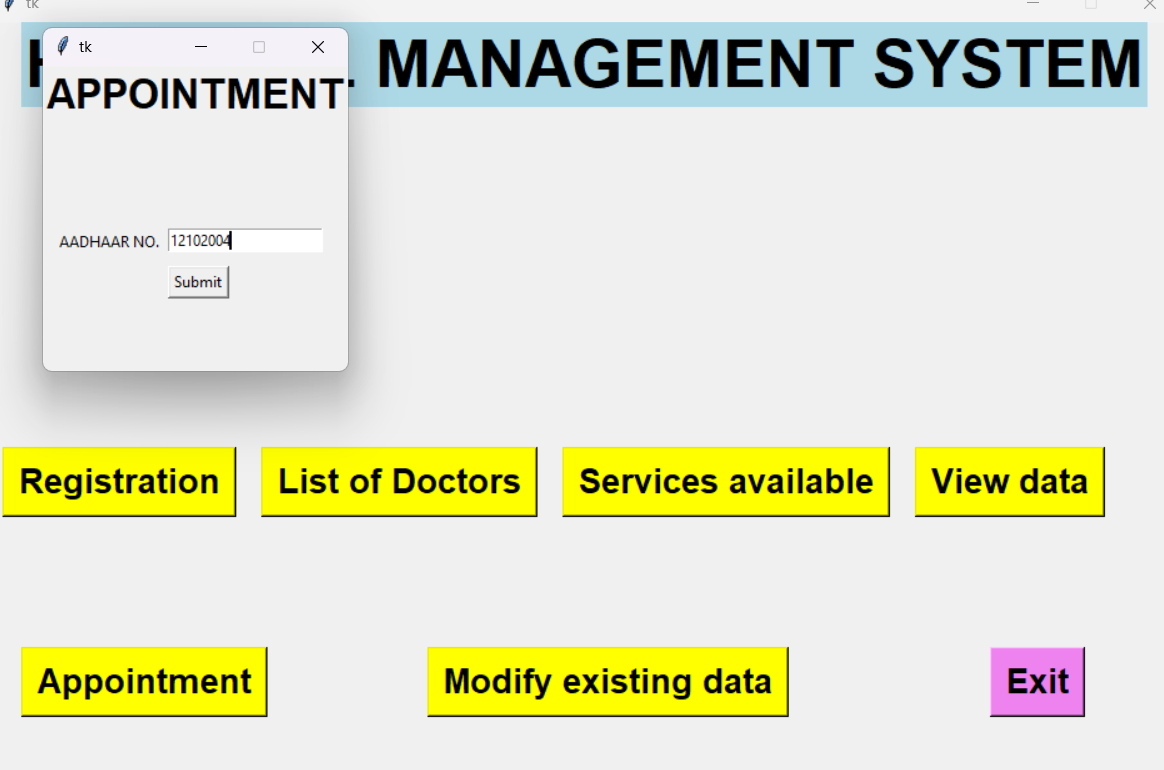 tk
tk
APPOINTMENT
MANAGEMENT SYSTEM
AADHAAR NO. 12102004
Submit
Registration
List of Doctors
Services available
View data
Appointment
Modify existing data
Exit